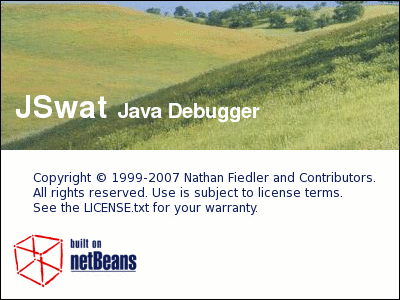 JSwat Java Debugger
Copyright © 1999-2007 Nathan Fiedler and Contributors.
All rights reserved. Use is subject to license terms.
See the LICENSE.txt for your warranty.
built on
netBeans